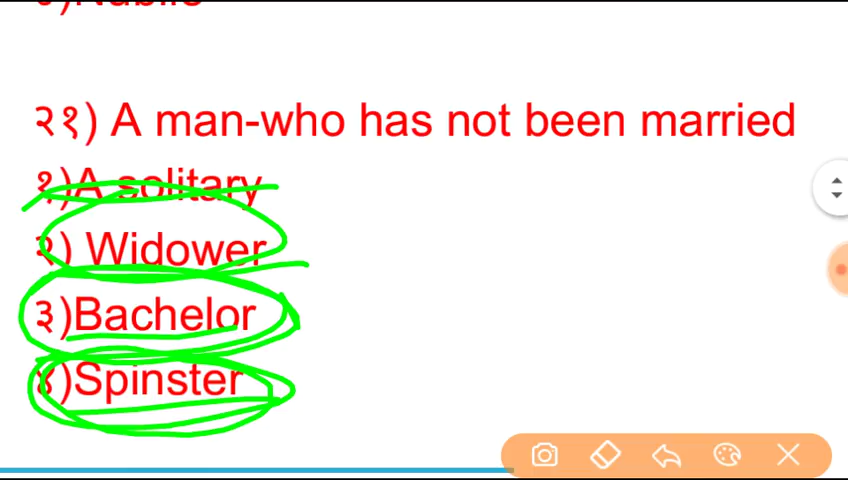 २१) A man-who has not been married
१)A solitary
२) Widower
३)Bachelor
४)Spinster